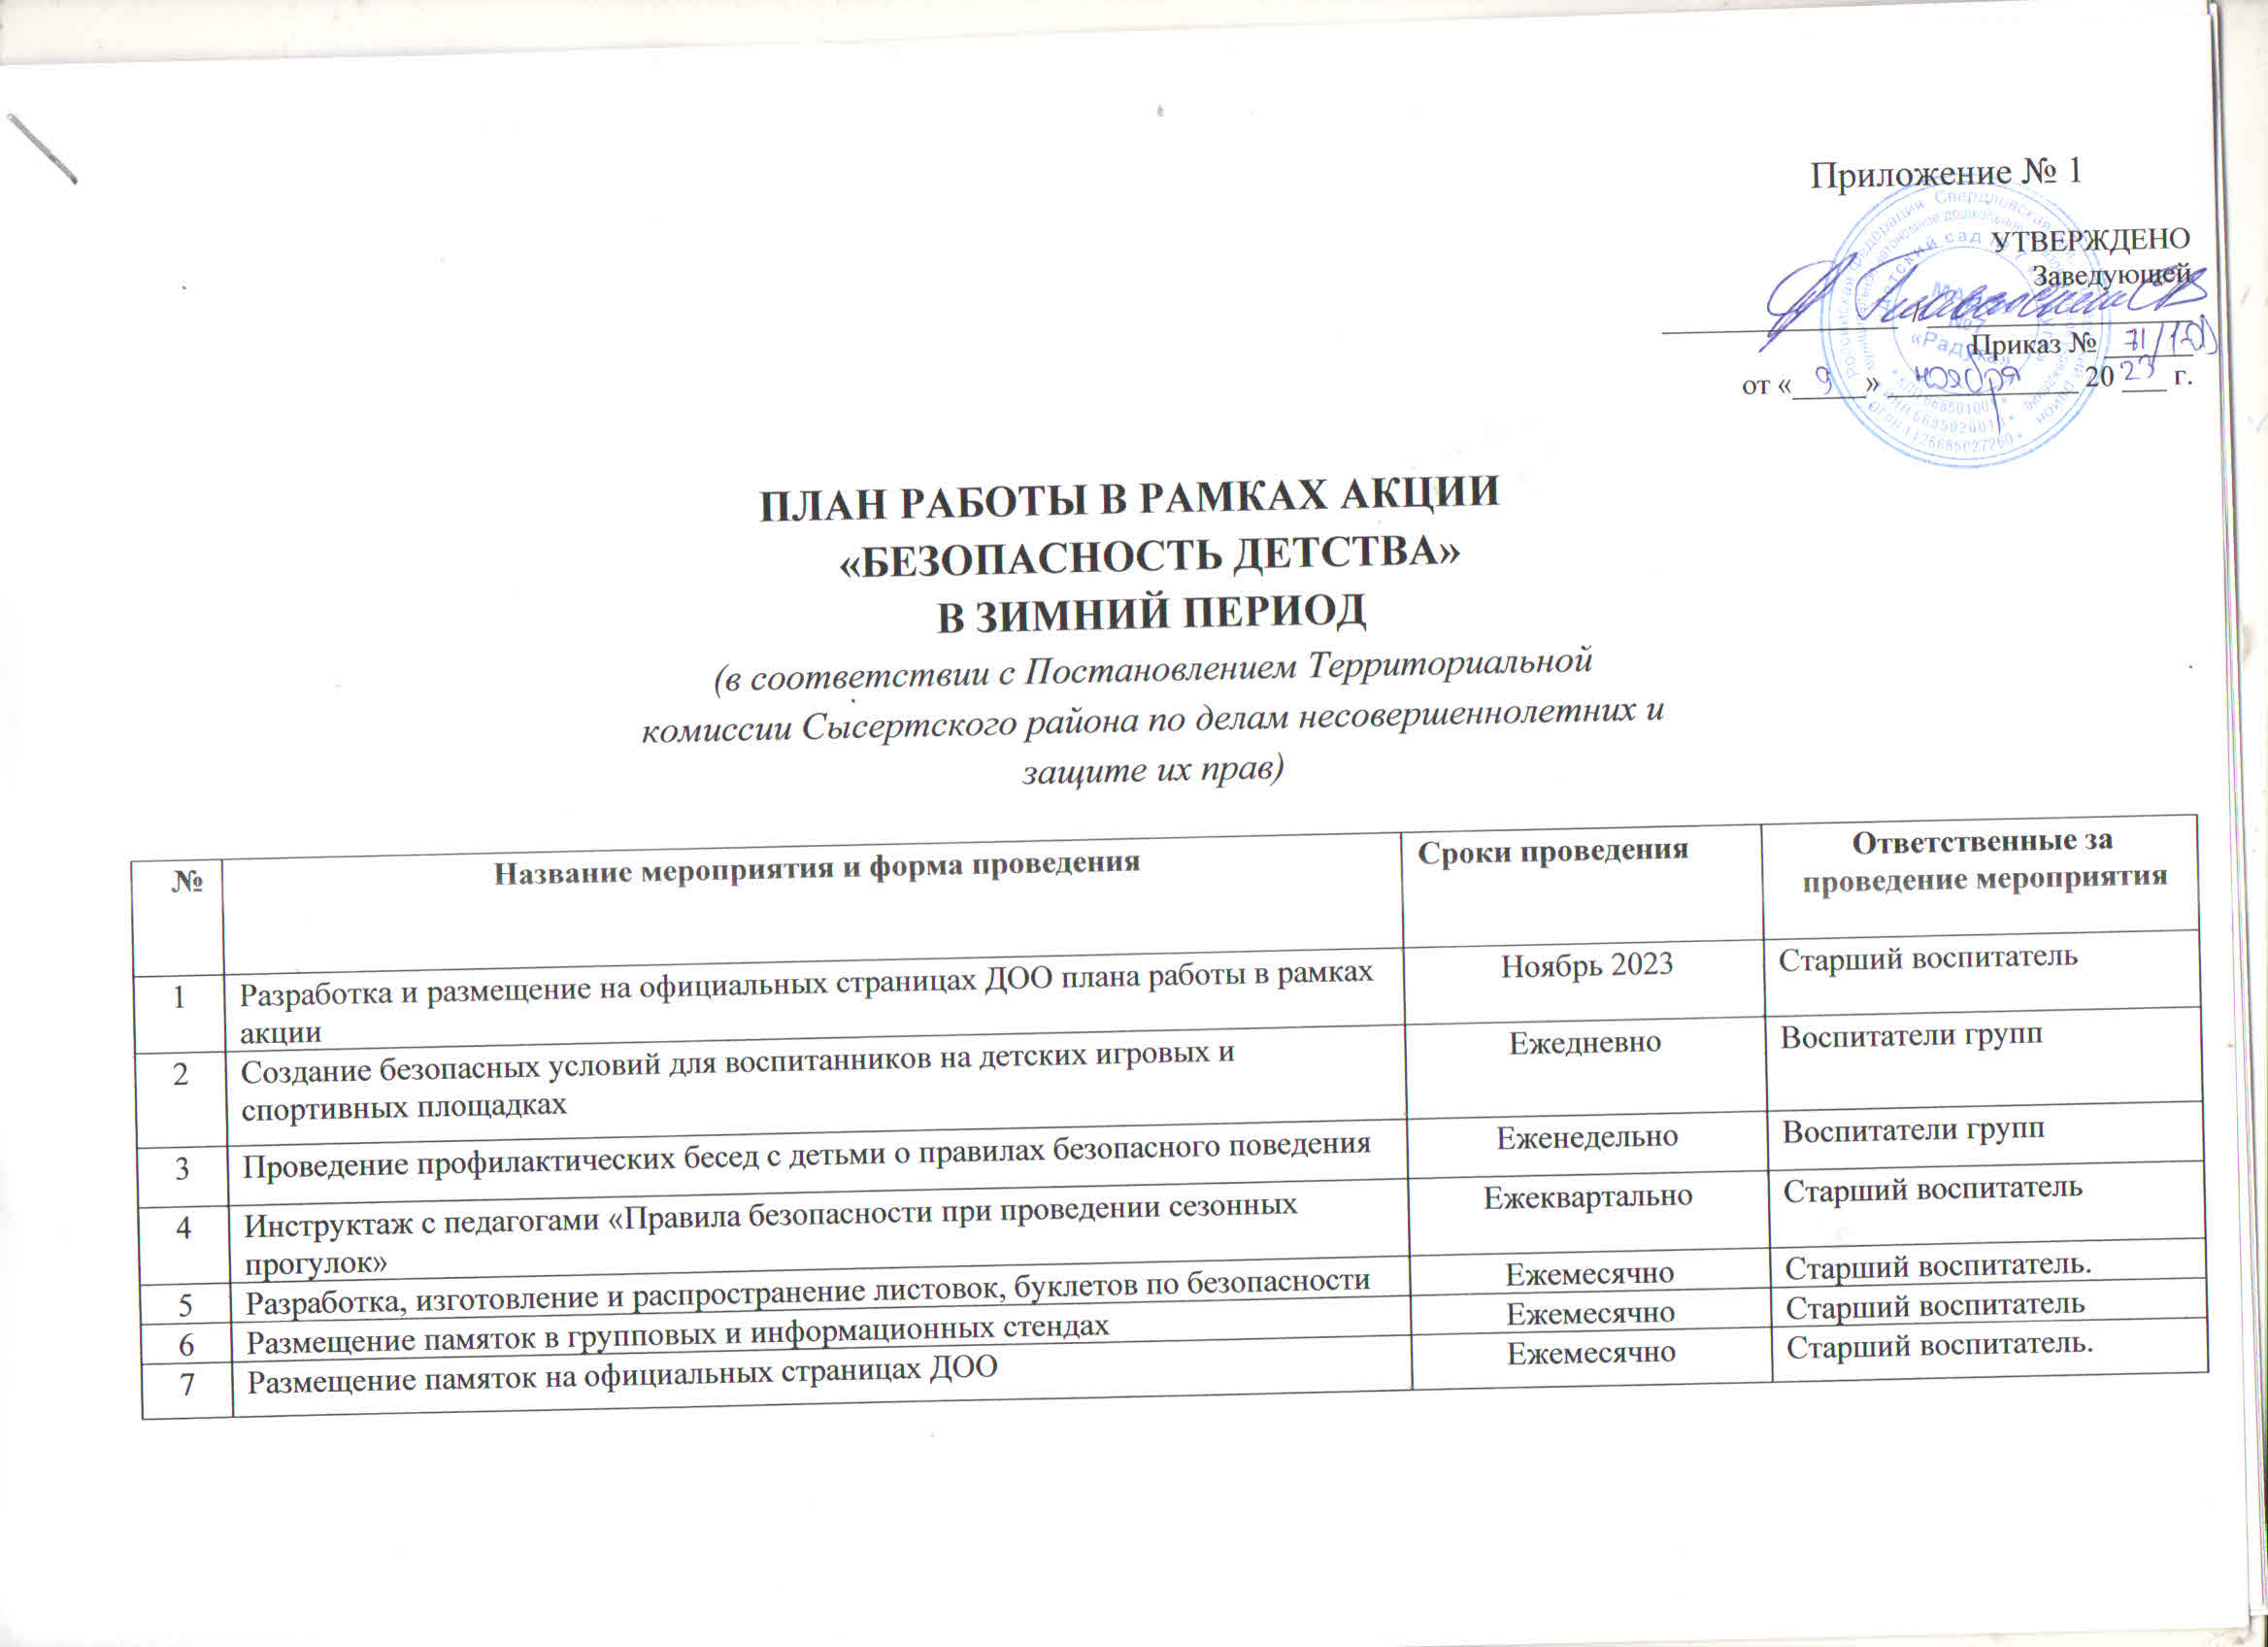 Приложение № 1
УТВЕРЖДЕНО
Заведующей
Приказ №
от « 9 » ноября 20 23 г.
«Радуга»
ПЛАН РАБОТЫ В РАМКАХ АКЦИИ
«БЕЗОПАСНОСТЬ ДЕТСТВА»
В ЗИМНИЙ ПЕРИОД
(в соответствии с Постановлением Территориальной
комиссии Сысертского района по делам несовершеннолетних и
защите их прав)
№ Название мероприятия и форма проведения Сроки проведения Ответственные за
проведение мероприятия
1 Разработка и размещение на официальных страницах ДОО плана работы в рамках Ноябрь 2023 Старший воспитатель
акции
2 Создание безопасных условий для воспитанников на детских игровых и Ежедневно Воспитатели групп
спортивных площадках
3 Проведение профилактических бесед с детьми о правилах безопасного поведения Еженедельно Воспитатели групп
4 Инструктаж с педагогами «Правила безопасности при проведении сезонных Ежеквартально Старший воспитатель
прогулок»
5 Разработка, изготовление и распространение листовок, буклетов по безопасности Ежемесячно Старший воспитатель.
6 Размещение памяток в групповых и информационных стендах Ежемесячно Старший воспитатель
7 Размещение памяток на официальных страницах ДОО Ежемесячно Старший воспитатель.